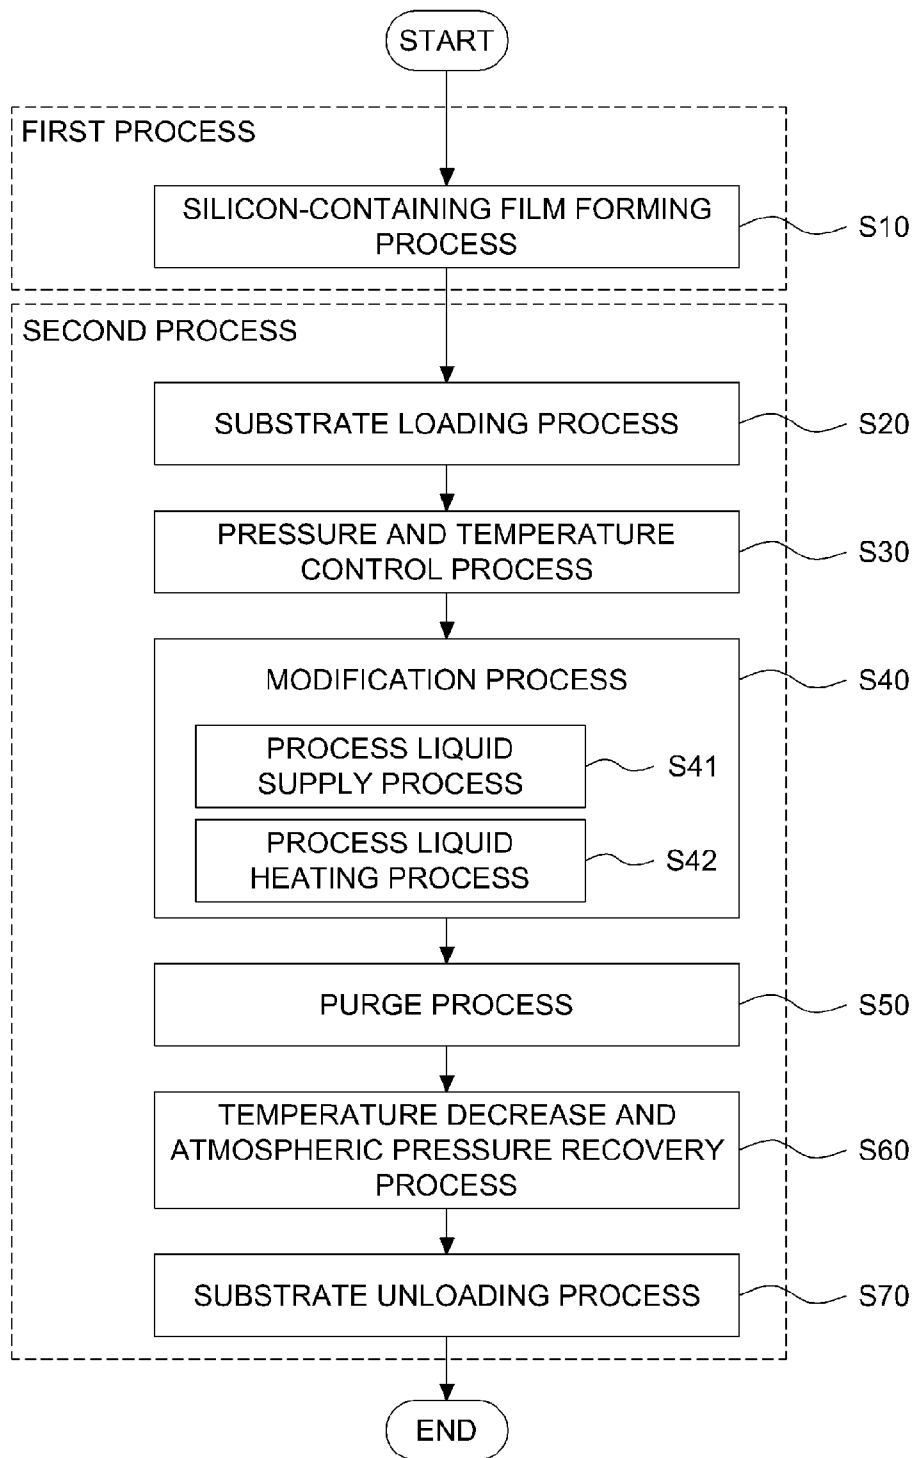 START
FIRST PROCESS
SILICON-CONTAINING FILM FORMING
PROCESS
S10
SECOND PROCESS
SUBSTRATE LOADING PROCESS
S20
PRESSURE AND TEMPERATURE
CONTROL PROCESS
S30
MODIFICATION PROCESS
S40
PROCESS LIQUID
SUPPLY PROCESS
S41
PROCESS LIQUID
HEATING PROCESS
S42
PURGE PROCESS
S50
TEMPERATURE DECREASE AND
ATMOSPHERIC PRESSURE RECOVERY
PROCESS
S60
SUBSTRATE UNLOADING PROCESS
S70
END